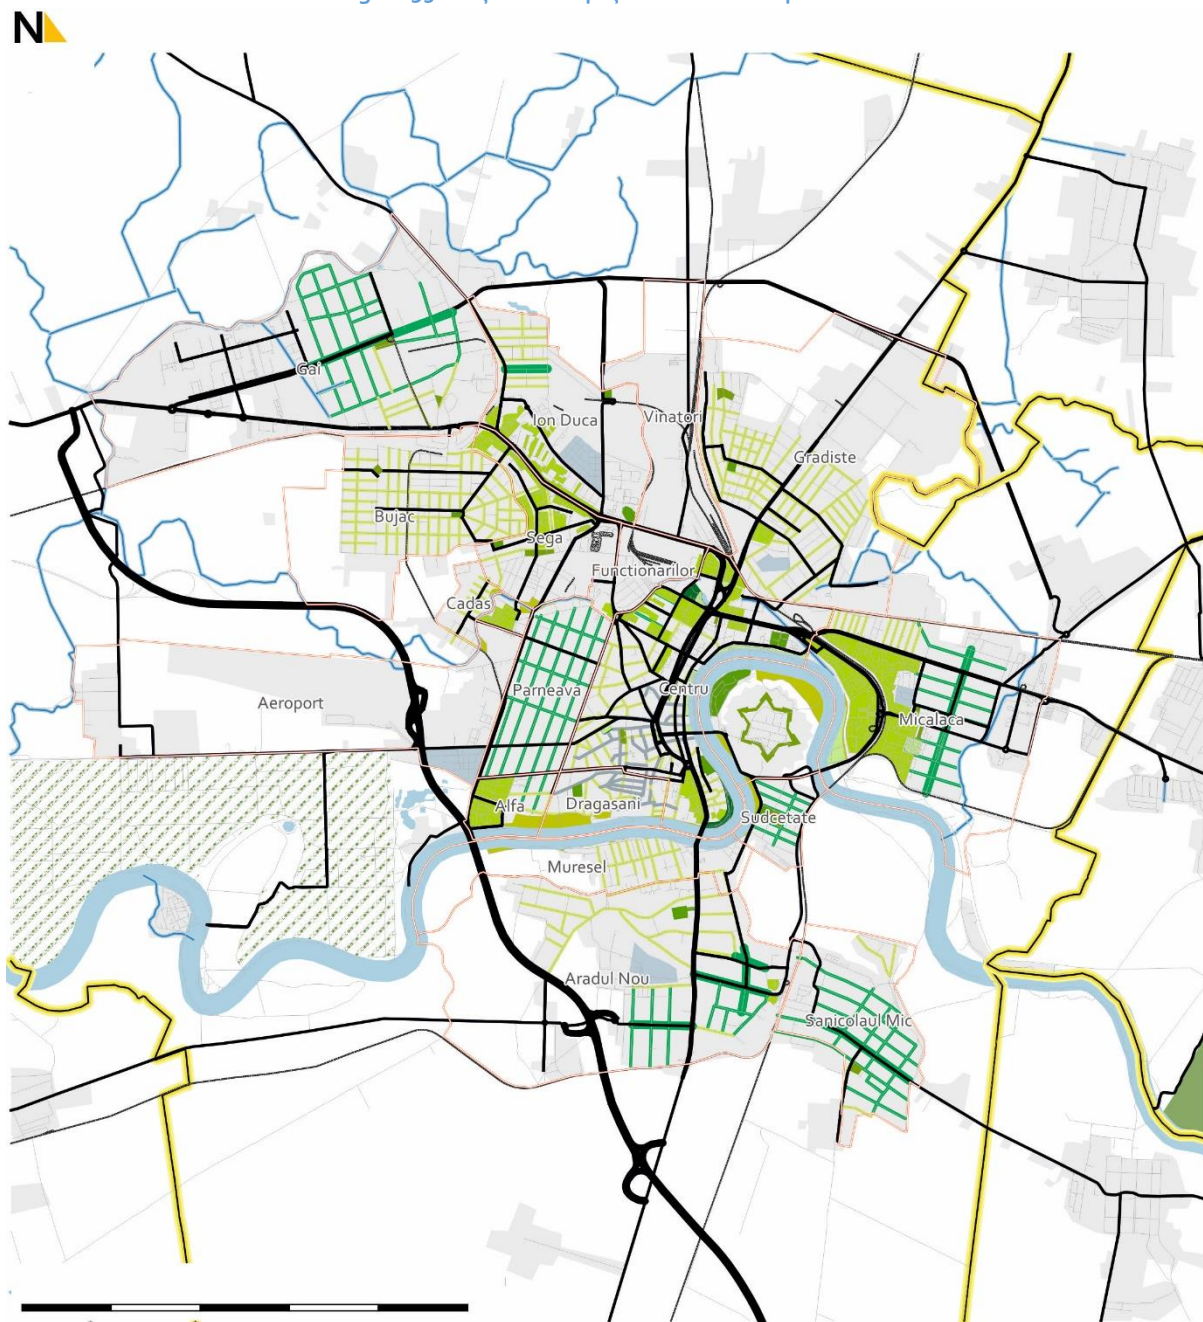 N
Gai
Ion Duca
Vinatori
Gradiste
Bujac
Sega
Functionarilor
Cadas
Parneava
Centru
Aeroport
Micalaca
Alfa
Dragasani
Sudcetate
Muresel
Aradul Nou
Sanicolaul Mic